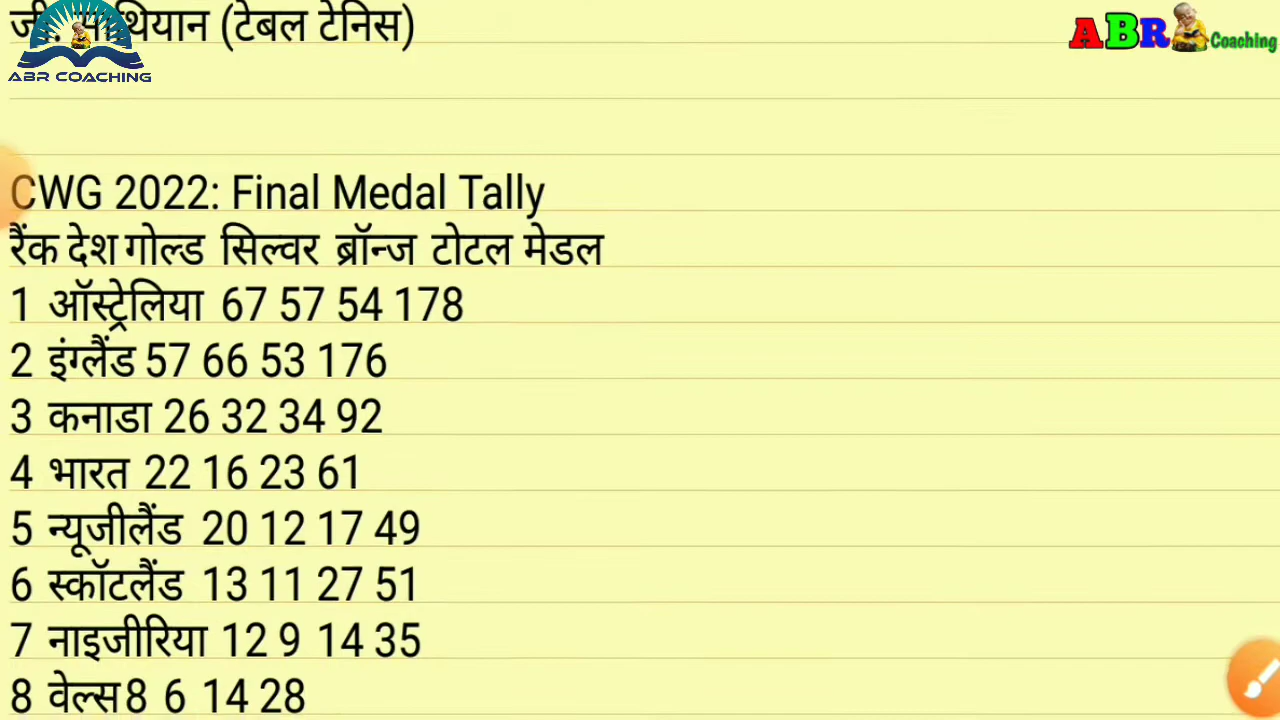 (टेबल टेनिस)
ABR Coaching
ABR COACHING
CWG 2022: Final Medal Tally
रैंक देश गोल्ड सिल्वर ब्रॉन्ज टोटल मेडल
1 ऑस्ट्रेलिया 67 57 54 178
2 इंग्लैंड 57 66 53 176
3 कनाडा 26 32 34 92
4 भारत 22 16 23 61
5 न्यूजीलैंड 20 12 17 49
6 स्कॉटलैंड 13 11 27 51
7 नाइजीरिया 12 9 14 35
8 वेल्स 8 6 14 28